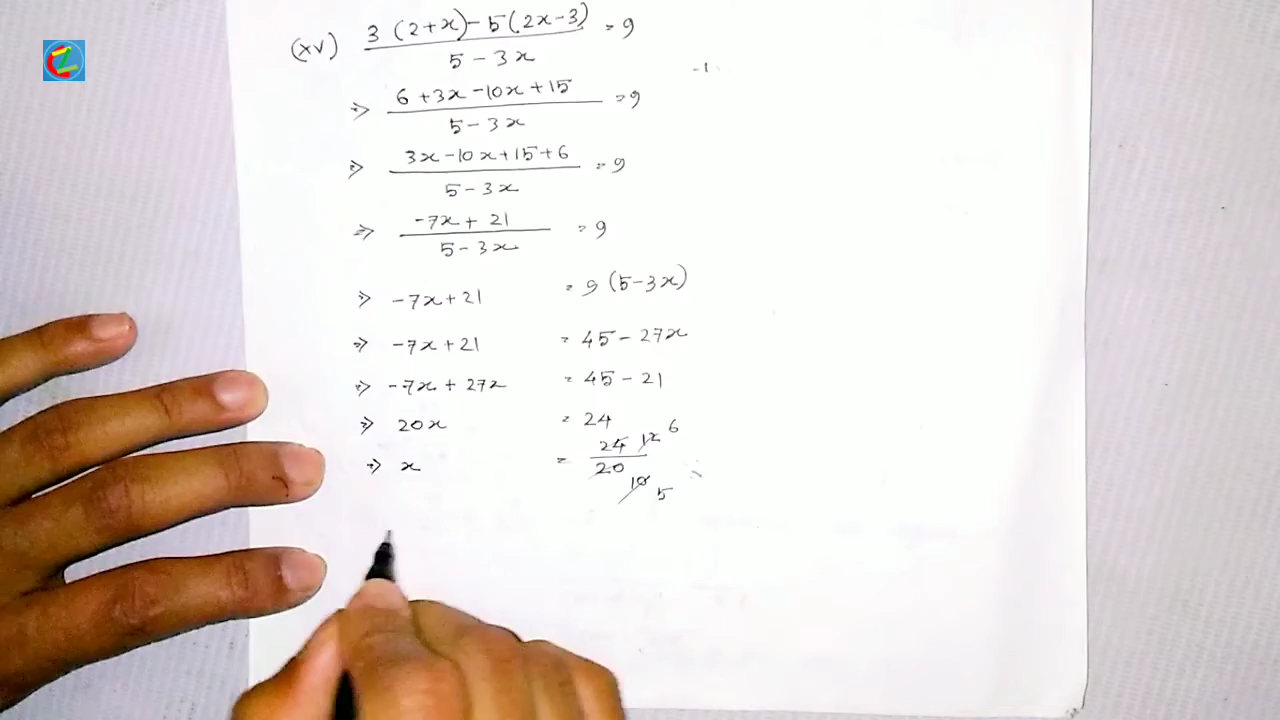 (xv) 3 (2+x) - 5(2x-3) = 9
5 - 3x
-1
⇒ 6 + 3x - 10x + 15 = 9
5 - 3x
⇒ 3x - 10x + 15 + 6 = 9
5 - 3x
⇒ -7x + 21 = 9
5 - 3x
⇒ -7x + 21 = 9 (5 - 3x)
⇒ -7x + 21 = 45 - 27x
⇒ -7x + 27x = 45 - 21
⇒ 20x = 24
⇒ x = 24 12 6
20 10 5